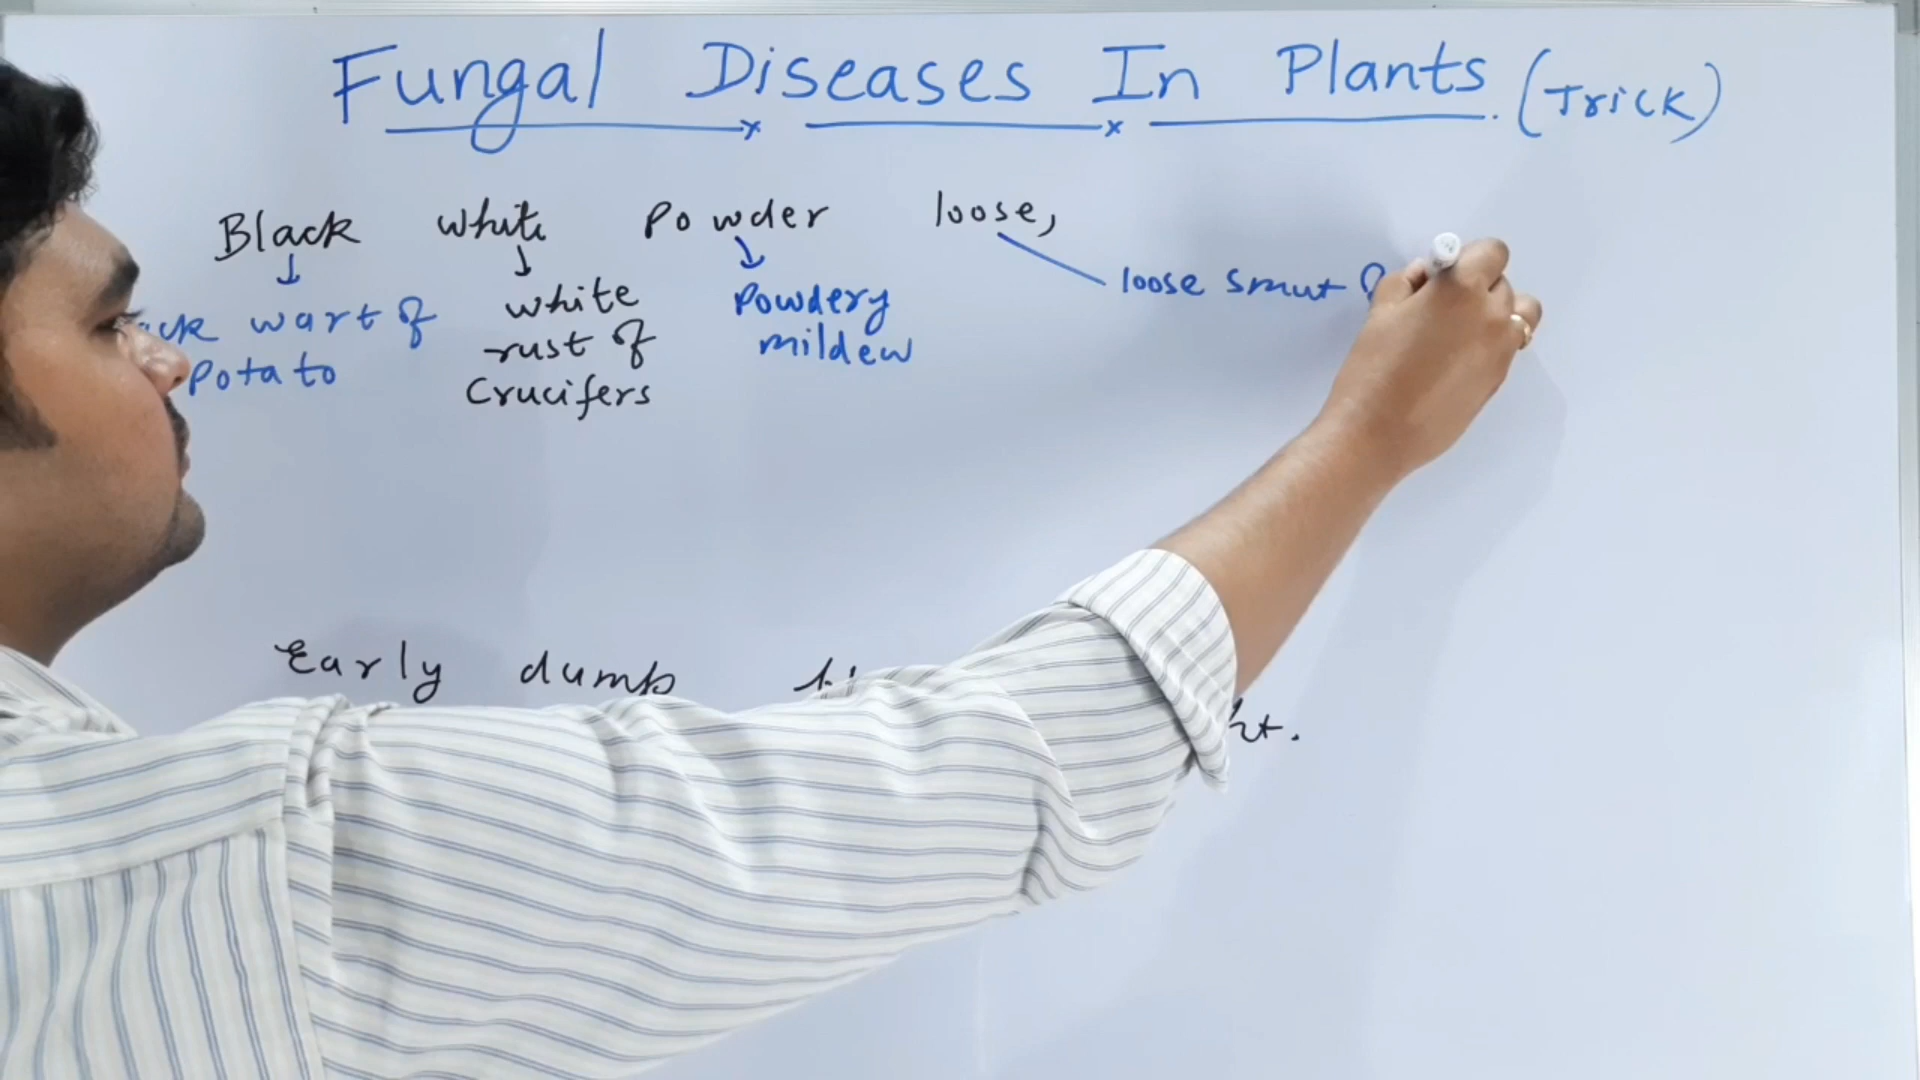 Fungal Diseases In Plants. (Trick)
Black white Powder loose,
loose smut
wart of Potato
white rust of Crucifers
Powdery mildew
Early dumb